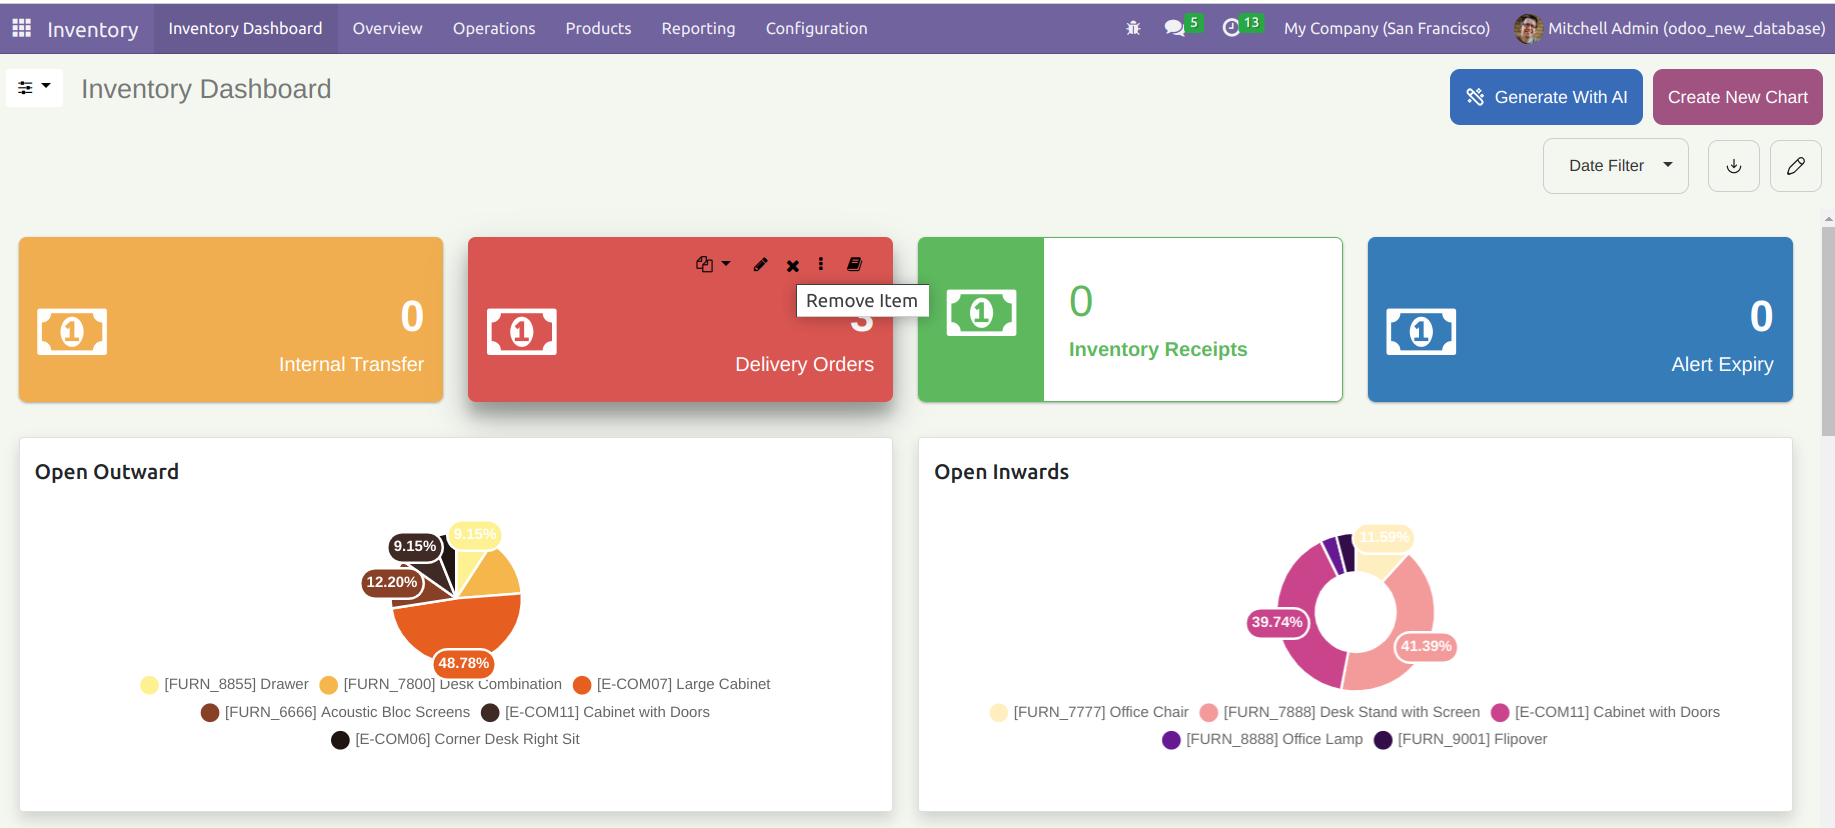 Inventory Inventory Dashboard Overview Operations Products Reporting Configuration 5 13 My Company (San Francisco) Mitchell Admin (odoo_new_database)
Inventory Dashboard
Generate With AI Create New Chart
Date Filter
0
Internal Transfer
Remove Item
3
Delivery Orders
0
Inventory Receipts
0
Alert Expiry
Open Outward
9.15%
9.15%
12.20%
48.78%
[FURN_8855] Drawer [FURN_7800] Desk Combination [E-COM07] Large Cabinet
[FURN_6666] Acoustic Bloc Screens [E-COM11] Cabinet with Doors
[E-COM06] Corner Desk Right Sit
Open Inwards
11.59%
39.74%
41.39%
[FURN_7777] Office Chair [FURN_7888] Desk Stand with Screen [E-COM11] Cabinet with Doors
[FURN_8888] Office Lamp [FURN_9001] Flipover